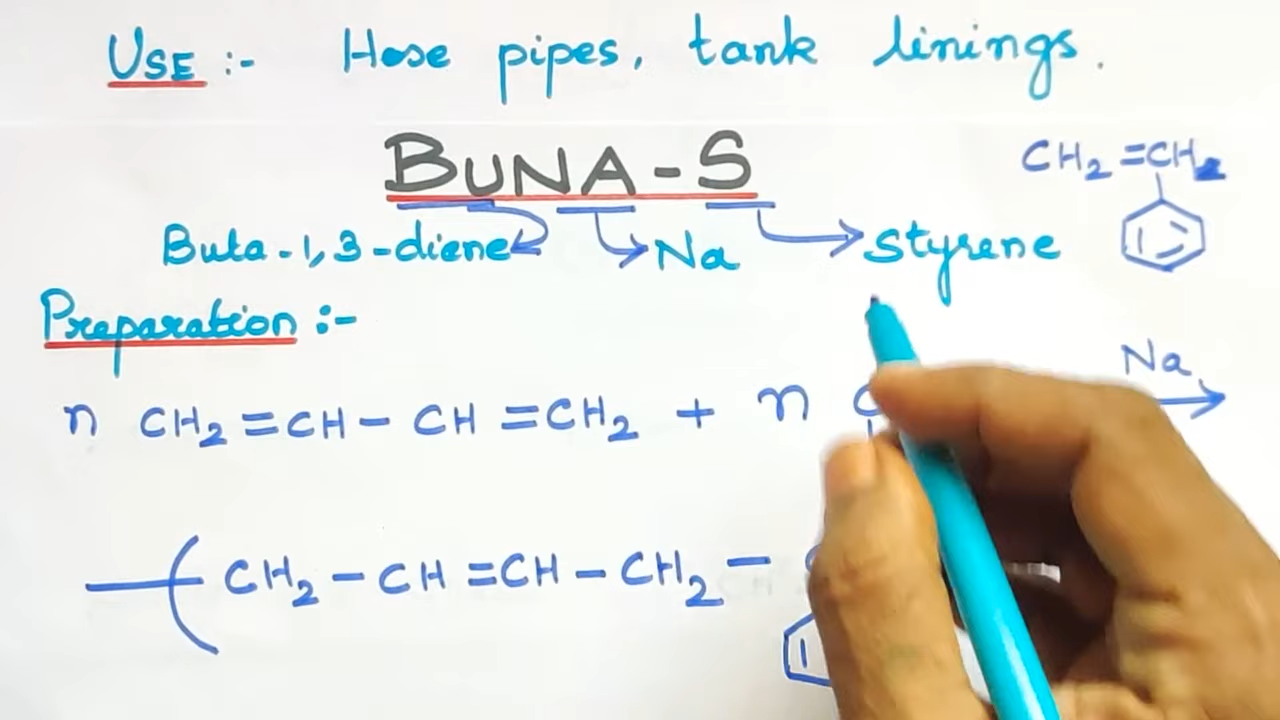 USE :- Hose pipes, tank linings.
BUNA-S
CH₂ =CH₂
Buta-1,3-diene Na Styrene
Preparation :-
Na
n CH₂ =CH - CH =CH₂ + n C
CH₂ - CH =CH - CH₂ -